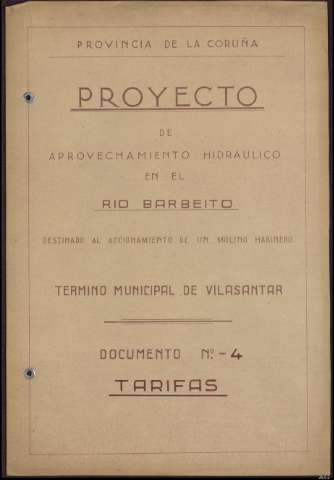 PROVINCIA DE LA CORUÑA
PROYECTO
DE
APROVECHAMIENTO HIDRÁULICO
EN EL
RIO BARBEITO
DESTINADO AL ACCIONAMIENTO DE UN MOLINO HARINERO
TERMINO MUNICIPAL DE VILASANTAR
DOCUMENTO Nº - 4
TARIFAS